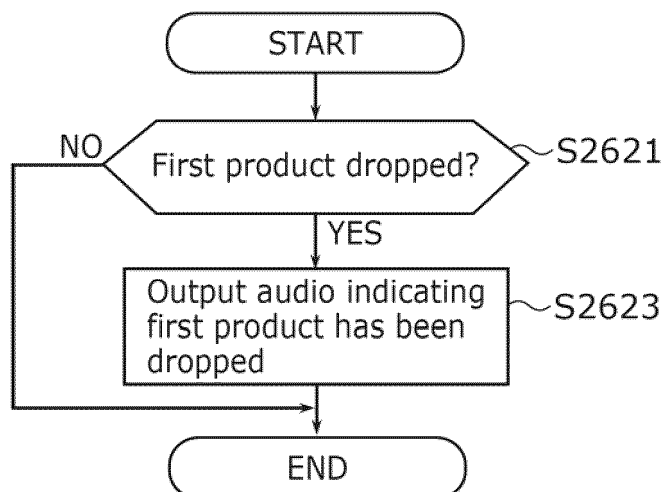 START
NO
First product dropped?
S2621
YES
Output audio indicating
first product has been
dropped
S2623
END